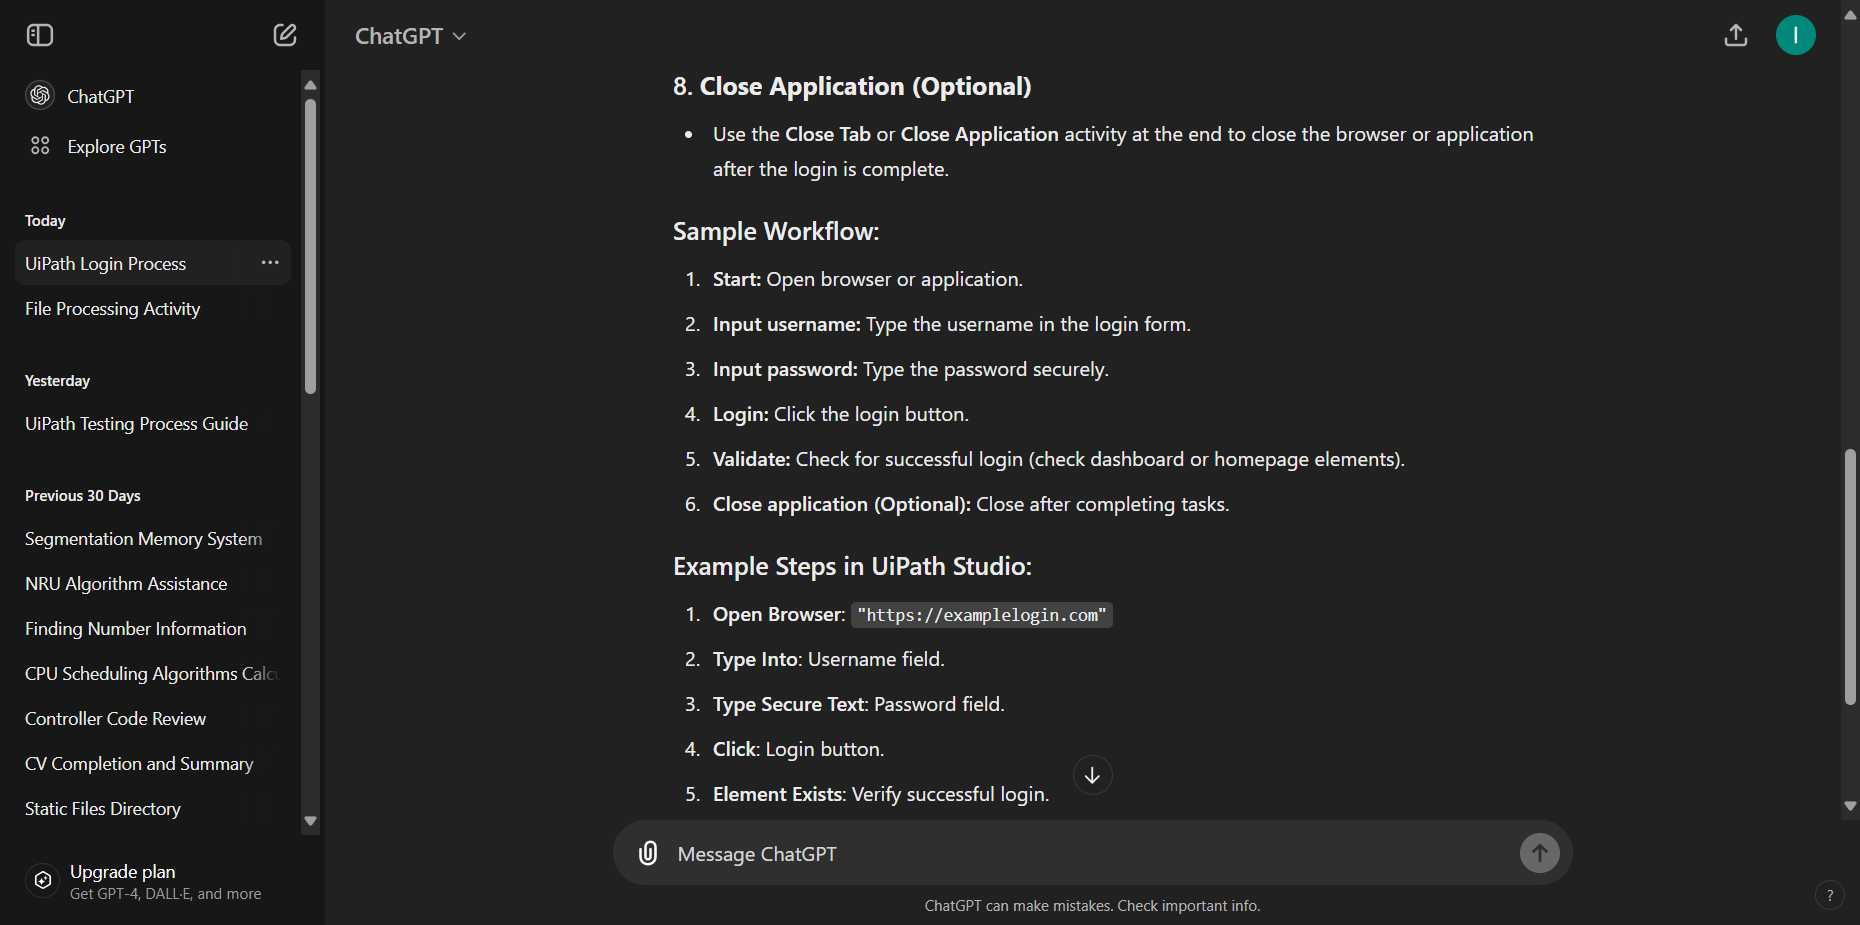 ChatGPT
Explore GPTs
Today
UiPath Login Process
File Processing Activity
Yesterday
UiPath Testing Process Guide
Previous 30 Days
Segmentation Memory System
NRU Algorithm Assistance
Finding Number Information
CPU Scheduling Algorithms Calcu
Controller Code Review
CV Completion and Summary
Static Files Directory
Upgrade plan
Get GPT-4, DALL·E, and more
ChatGPT
I
8. Close Application (Optional)
• Use the Close Tab or Close Application activity at the end to close the browser or application
after the login is complete.
Sample Workflow:
1. Start: Open browser or application.
2. Input username: Type the username in the login form.
3. Input password: Type the password securely.
4. Login: Click the login button.
5. Validate: Check for successful login (check dashboard or homepage elements).
6. Close application (Optional): Close after completing tasks.
Example Steps in UiPath Studio:
1. Open Browser: "https://examplelogin.com"
2. Type Into: Username field.
3. Type Secure Text: Password field.
4. Click: Login button.
5. Element Exists: Verify successful login.
Message ChatGPT
ChatGPT can make mistakes. Check important info.
?